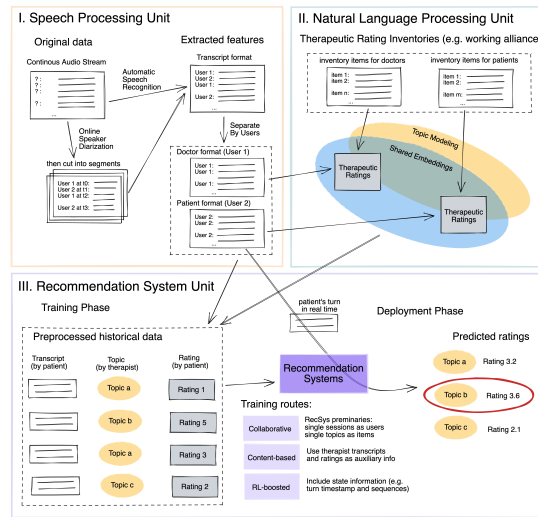 I. Speech Processing Unit
Original data
Extracted features
Continous Audio Stream
? :
? :
? :
? :
...
Automatic
Speech
Recognition
Transcript format
User 1:
User 2:
User 1:
User 2:
...
Online
Speaker
Diarization
then cut into segments
User 1 at t0:
User 2 at t1:
User 1 at t2:
User 2 at t3:
...
Separate
By Users
Doctor format (User 1)
User 1:
User 1:
User 1:
...
Patient format (User 2)
User 2:
User 2:
User 2:
...
II. Natural Language Processing Unit
Therapeutic Rating Inventories (e.g. working alliance
inventory items for doctors
item 1:
item 2:
item n:
...
inventory items for patients
item 1:
item 2:
item m:
...
Topic Modeling
Shared Embeddings
Therapeutic
Ratings
Therapeutic
Ratings
III. Recommendation System Unit
Training Phase
Preprocessed historical data
Transcript
(by patient)
Topic
(by therapist)
Rating
(by patient)
Topic a
Rating 1
Topic b
Rating 5
Topic a
Rating 3
Topic c
Rating 2
patient's turn
in real time
Recommendation
Systems
Training routes:
Collaborative
RecSys preminaries:
single sessions as users
single topics as items
Content-based
Use therapist transcripts
and ratings as auxiliary info
RL-boosted
Include state information (e.g.
turn timestamp and sequences)
Deployment Phase
Predicted ratings
Topic a
Rating 3.2
Topic b
Rating 3.6
Topic c
Rating 2.1